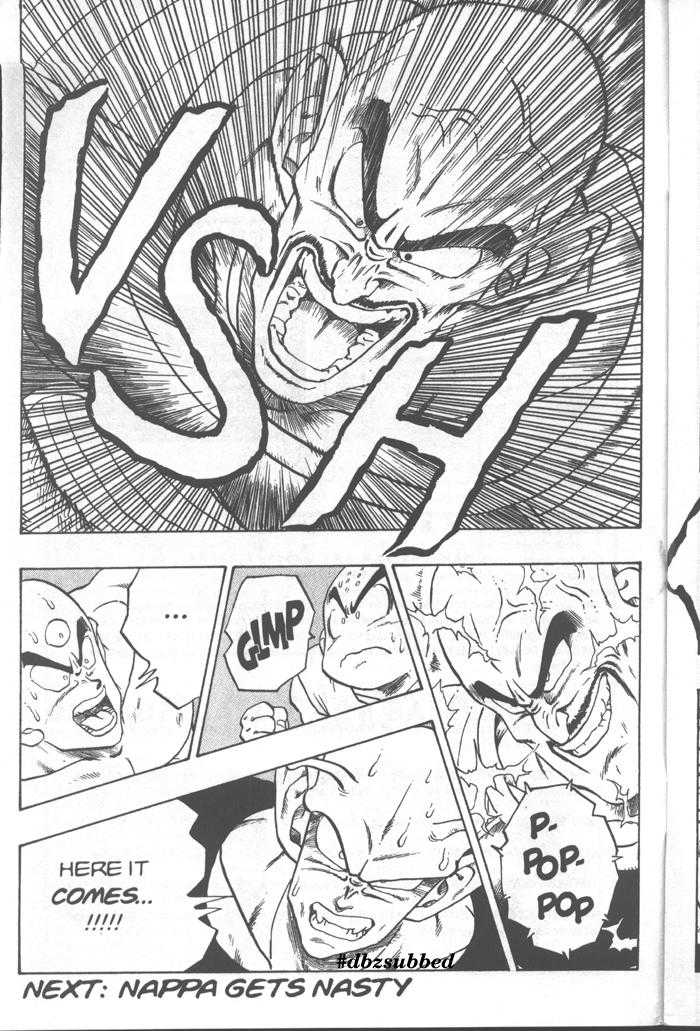 VSH
...
GLMP
P-
POP-
POP
HERE IT
COMES...
!!!!!
#dbzsubbed
NEXT: NAPPA GETS NASTY